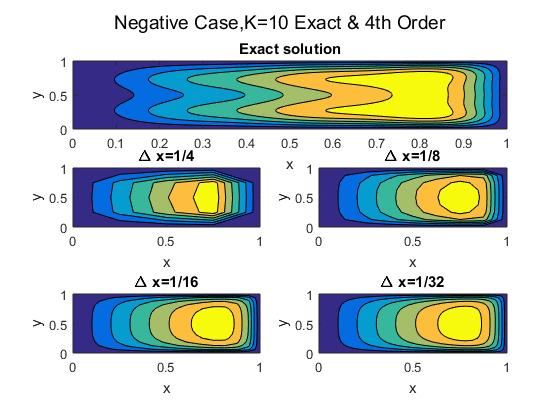 Negative Case,K=10 Exact & 4th Order
Exact solution
1
0.5
0
y
0 0.1 0.2 0.3 0.4 0.5 0.6 0.7 0.8 0.9 1
x
Δ x=1/4
1
0.5
0
y
0 0.5 1
x
Δ x=1/8
1
0.5
0
y
0 0.5 1
x
Δ x=1/16
1
0.5
0
y
0 0.5 1
x
Δ x=1/32
1
0.5
0
y
0 0.5 1
x